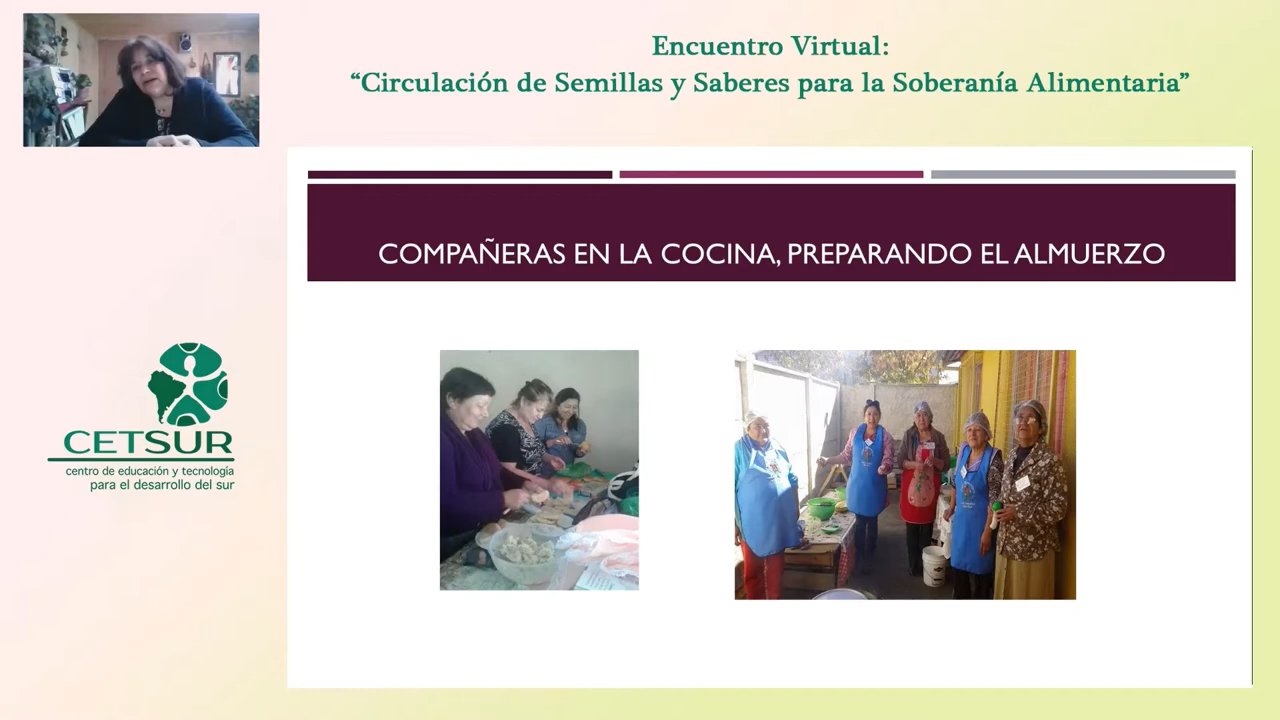 Encuentro Virtual:
“Circulación de Semillas y Saberes para la Soberanía Alimentaria”
COMPAÑERAS EN LA COCINA, PREPARANDO EL ALMUERZO
CETSUR
centro de educación y tecnología
para el desarrollo del sur